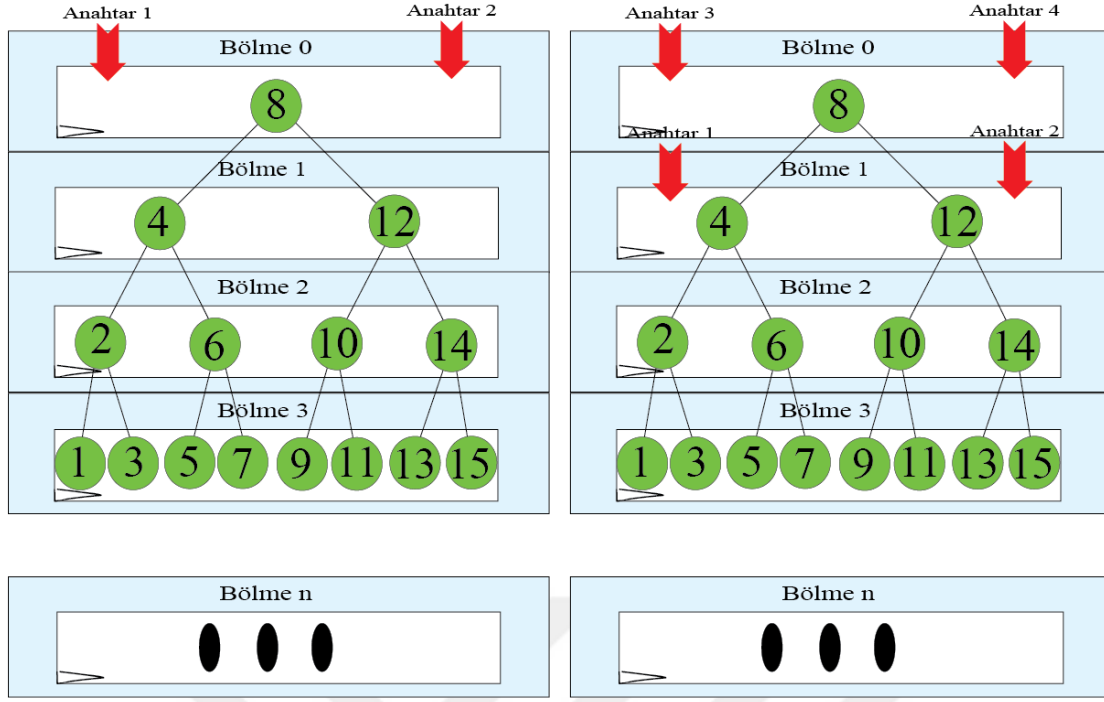 Anahtar 1 Anahtar 2
Bölme 0
8
Bölme 1
4 12
Bölme 2
2 6 10 14
Bölme 3
1 3 5 7 9 11 13 15
Bölme n
Anahtar 3 Anahtar 4
Bölme 0
8
Anahtar 1 Anahtar 2
Bölme 1
4 12
Bölme 2
2 6 10 14
Bölme 3
1 3 5 7 9 11 13 15
Bölme n